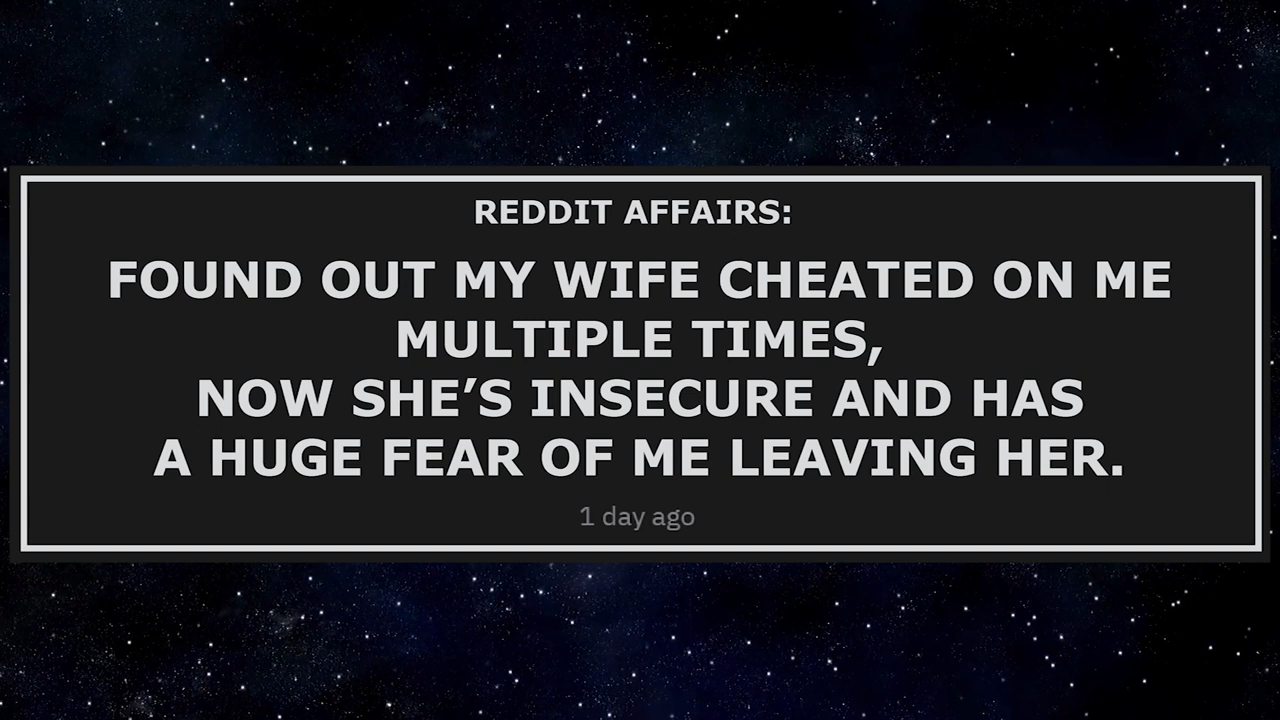 REDDIT AFFAIRS:
FOUND OUT MY WIFE CHEATED ON ME
MULTIPLE TIMES,
NOW SHE’S INSECURE AND HAS
A HUGE FEAR OF ME LEAVING HER.
1 day ago